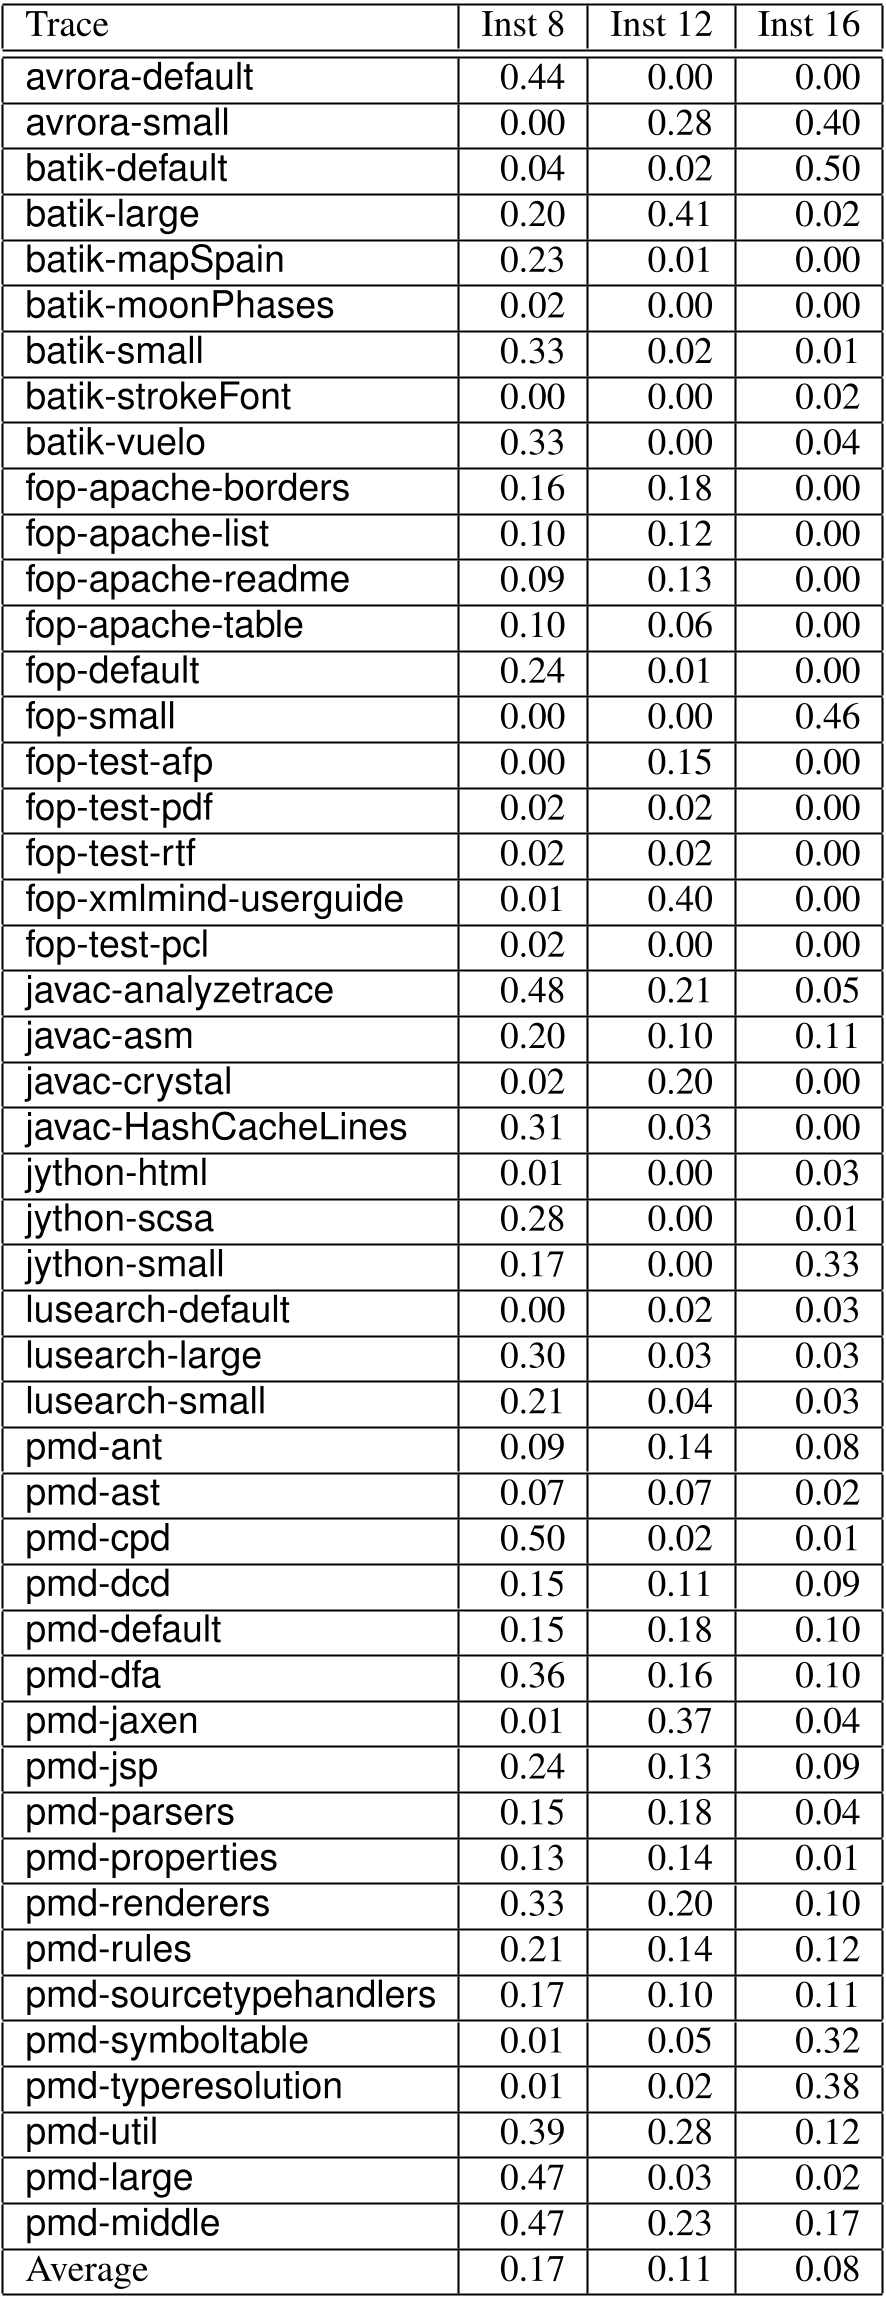 Trace Inst 8 Inst 12 Inst 16
avrora-default 0.44 0.00 0.00
avrora-small 0.00 0.28 0.40
batik-default 0.04 0.02 0.50
batik-large 0.20 0.41 0.02
batik-mapSpain 0.23 0.01 0.00
batik-moonPhases 0.02 0.00 0.00
batik-small 0.33 0.02 0.01
batik-strokeFont 0.00 0.00 0.02
batik-vuelo 0.33 0.00 0.04
fop-apache-borders 0.16 0.18 0.00
fop-apache-list 0.10 0.12 0.00
fop-apache-readme 0.09 0.13 0.00
fop-apache-table 0.10 0.06 0.00
fop-default 0.24 0.01 0.00
fop-small 0.00 0.00 0.46
fop-test-afp 0.00 0.15 0.00
fop-test-pdf 0.02 0.02 0.00
fop-test-rtf 0.02 0.02 0.00
fop-xmlmind-userguide 0.01 0.40 0.00
fop-test-pcl 0.02 0.00 0.00
javac-analyzetrace 0.48 0.21 0.05
javac-asm 0.20 0.10 0.11
javac-crystal 0.02 0.20 0.00
javac-HashCacheLines 0.31 0.03 0.00
jython-html 0.01 0.00 0.03
jython-scsa 0.28 0.00 0.01
jython-small 0.17 0.00 0.33
lusearch-default 0.00 0.02 0.03
lusearch-large 0.30 0.03 0.03
lusearch-small 0.21 0.04 0.03
pmd-ant 0.09 0.14 0.08
pmd-ast 0.07 0.07 0.02
pmd-cpd 0.50 0.02 0.01
pmd-dcd 0.15 0.11 0.09
pmd-default 0.15 0.18 0.10
pmd-dfa 0.36 0.16 0.10
pmd-jaxen 0.01 0.37 0.04
pmd-jsp 0.24 0.13 0.09
pmd-parsers 0.15 0.18 0.04
pmd-properties 0.13 0.14 0.01
pmd-renderers 0.33 0.20 0.10
pmd-rules 0.21 0.14 0.12
pmd-sourcetypehandlers 0.17 0.10 0.11
pmd-symboltable 0.01 0.05 0.32
pmd-typeresolution 0.01 0.02 0.38
pmd-util 0.39 0.28 0.12
pmd-large 0.47 0.03 0.02
pmd-middle 0.47 0.23 0.17
Average 0.17 0.11 0.08